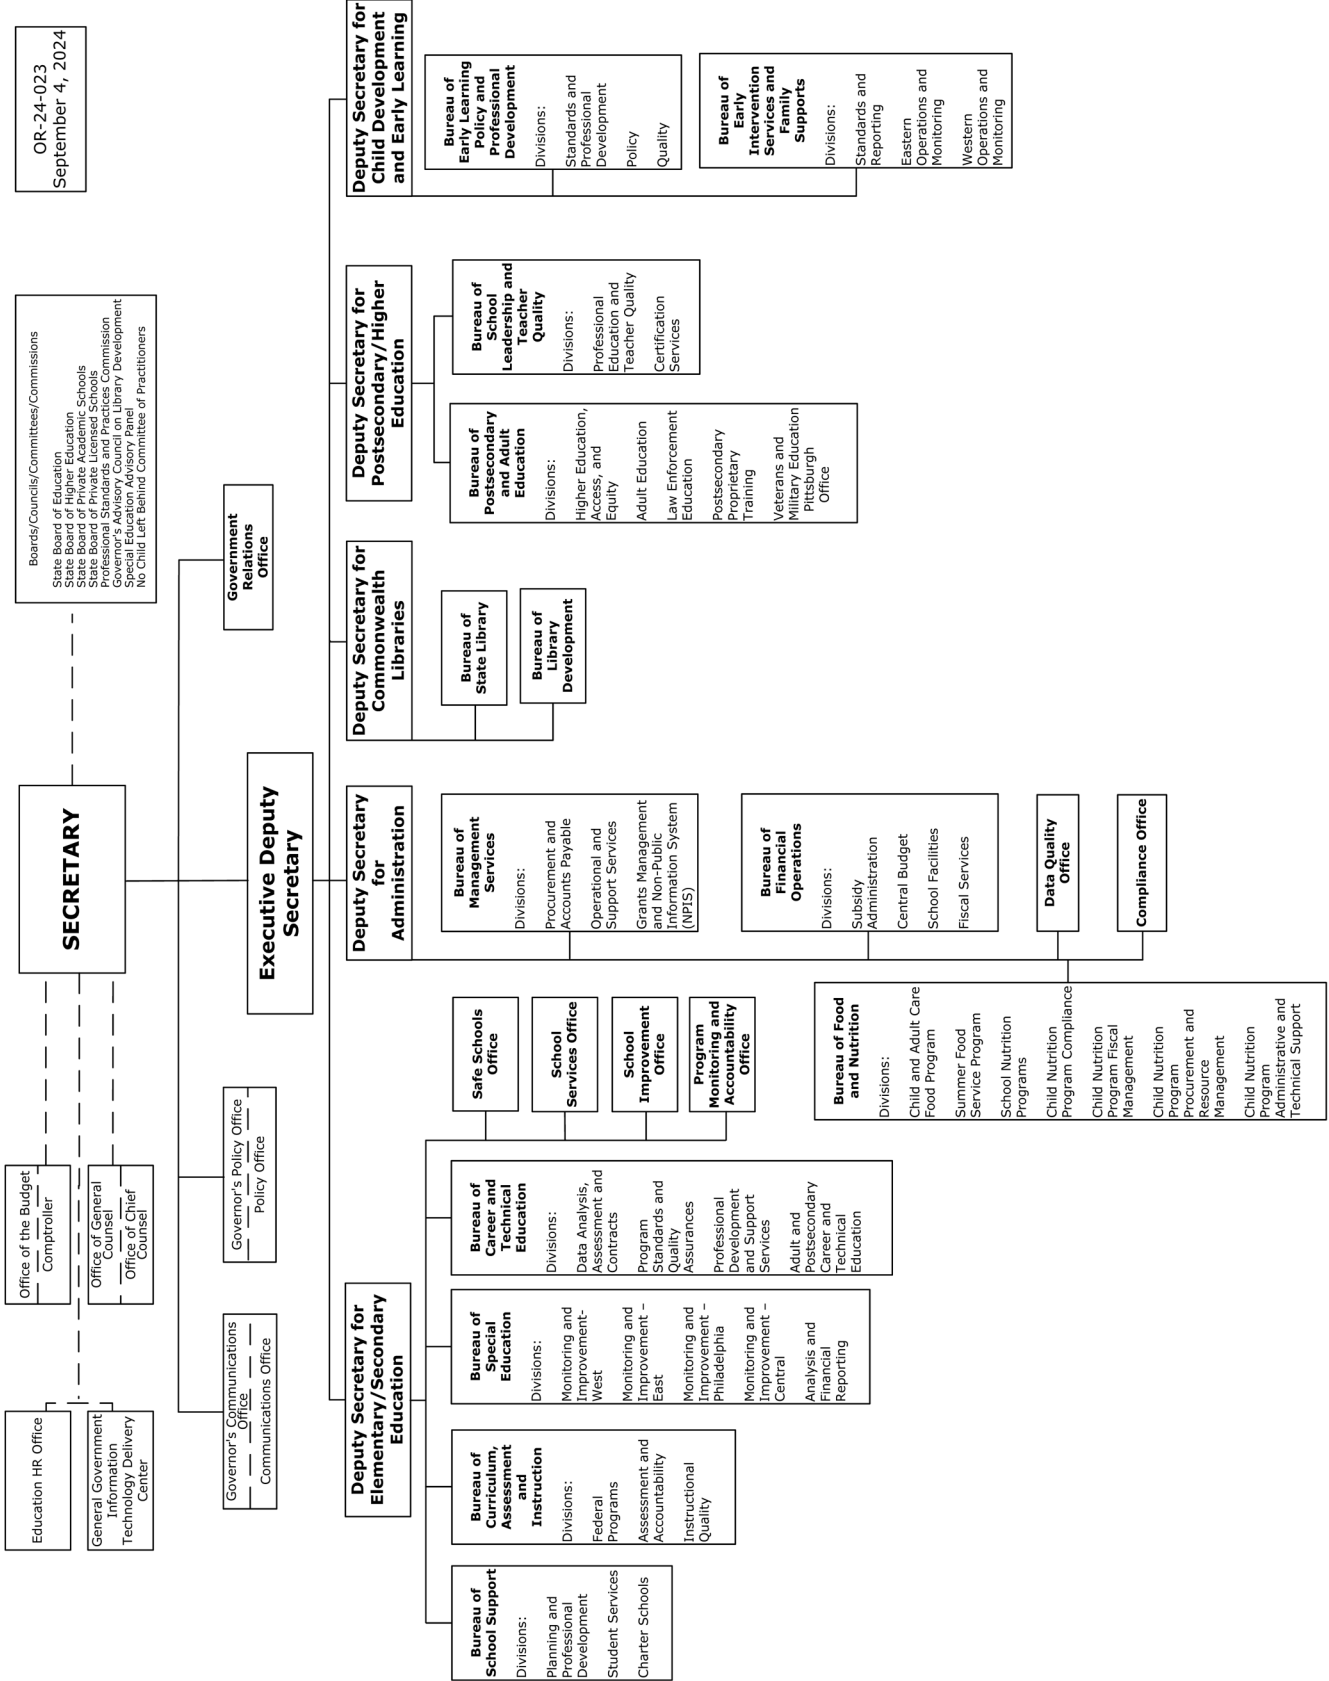 OR-24-023
September 4, 2024
Boards/Councils/Committees/Commissions
State Board of Education
State Board of Higher Education
State Board of Private Academic Schools
State Board of Private Licensed Schools
Professional Standards and Practices Commission
Governor's Advisory Council on Library Development
Special Education Advisory Panel
No Child Left Behind Committee of Practitioners
SECRETARY
Office of the Budget
Comptroller
Office of General
Counsel
Office of Chief
Counsel
Education HR Office
General Government
Information
Technology Delivery
Center
Governor's Communications
Office
Communications Office
Governor's Policy Office
Policy Office
Government
Relations
Office
Executive Deputy
Secretary
Deputy Secretary for
Elementary/Secondary
Education
Bureau of
School Support
Divisions:
Planning and
Professional
Development
Student Services
Charter Schools
Bureau of
Curriculum,
Assessment
and
Instruction
Divisions:
Federal
Programs
Assessment and
Accountability
Instructional
Quality
Bureau of
Special
Education
Divisions:
Monitoring and
Improvement-
West
Monitoring and
Improvement –
East
Monitoring and
Improvement –
Philadelphia
Monitoring and
Improvement –
Central
Analysis and
Financial
Reporting
Bureau of
Career and
Technical
Education
Divisions:
Data Analysis,
Assessment and
Contracts
Program
Standards and
Quality
Assurances
Professional
Development
and Support
Services
Adult and
Postsecondary
Career and
Technical
Education
Safe Schools
Office
School
Services Office
School
Improvement
Office
Program
Monitoring and
Accountability
Office
Deputy Secretary
for
Administration
Bureau of
Management
Services
Divisions:
Procurement and
Accounts Payable
Operational and
Support Services
Grants Management
and Non-Public
Information System
(NPIS)
Bureau of
Financial
Operations
Divisions:
Subsidy
Administration
Central Budget
School Facilities
Fiscal Services
Data Quality
Office
Compliance Office
Bureau of Food
and Nutrition
Divisions:
Child and Adult Care
Food Program
Summer Food
Service Program
School Nutrition
Programs
Child Nutrition
Program Compliance
Child Nutrition
Program Fiscal
Management
Child Nutrition
Program
Procurement and
Resource
Management
Child Nutrition
Program
Administrative and
Technical Support
Deputy Secretary for
Commonwealth
Libraries
Bureau of
State Library
Bureau of
Library
Development
Deputy Secretary for
Postsecondary/Higher
Education
Bureau of
Postsecondary
and Adult
Education
Divisions:
Higher Education,
Access, and
Equity
Adult Education
Law Enforcement
Education
Postsecondary
Proprietary
Training
Veterans and
Military Education
Pittsburgh
Office
Bureau of
School
Leadership and
Teacher
Quality
Divisions:
Professional
Education and
Teacher Quality
Certification
Services
Deputy Secretary for
Child Development
and Early Learning
Bureau of
Early Learning
Policy and
Professional
Development
Divisions:
Standards and
Professional
Development
Policy
Quality
Bureau of
Early
Intervention
Services and
Family
Supports
Divisions:
Standards and
Reporting
Eastern
Operations and
Monitoring
Western
Operations and
Monitoring